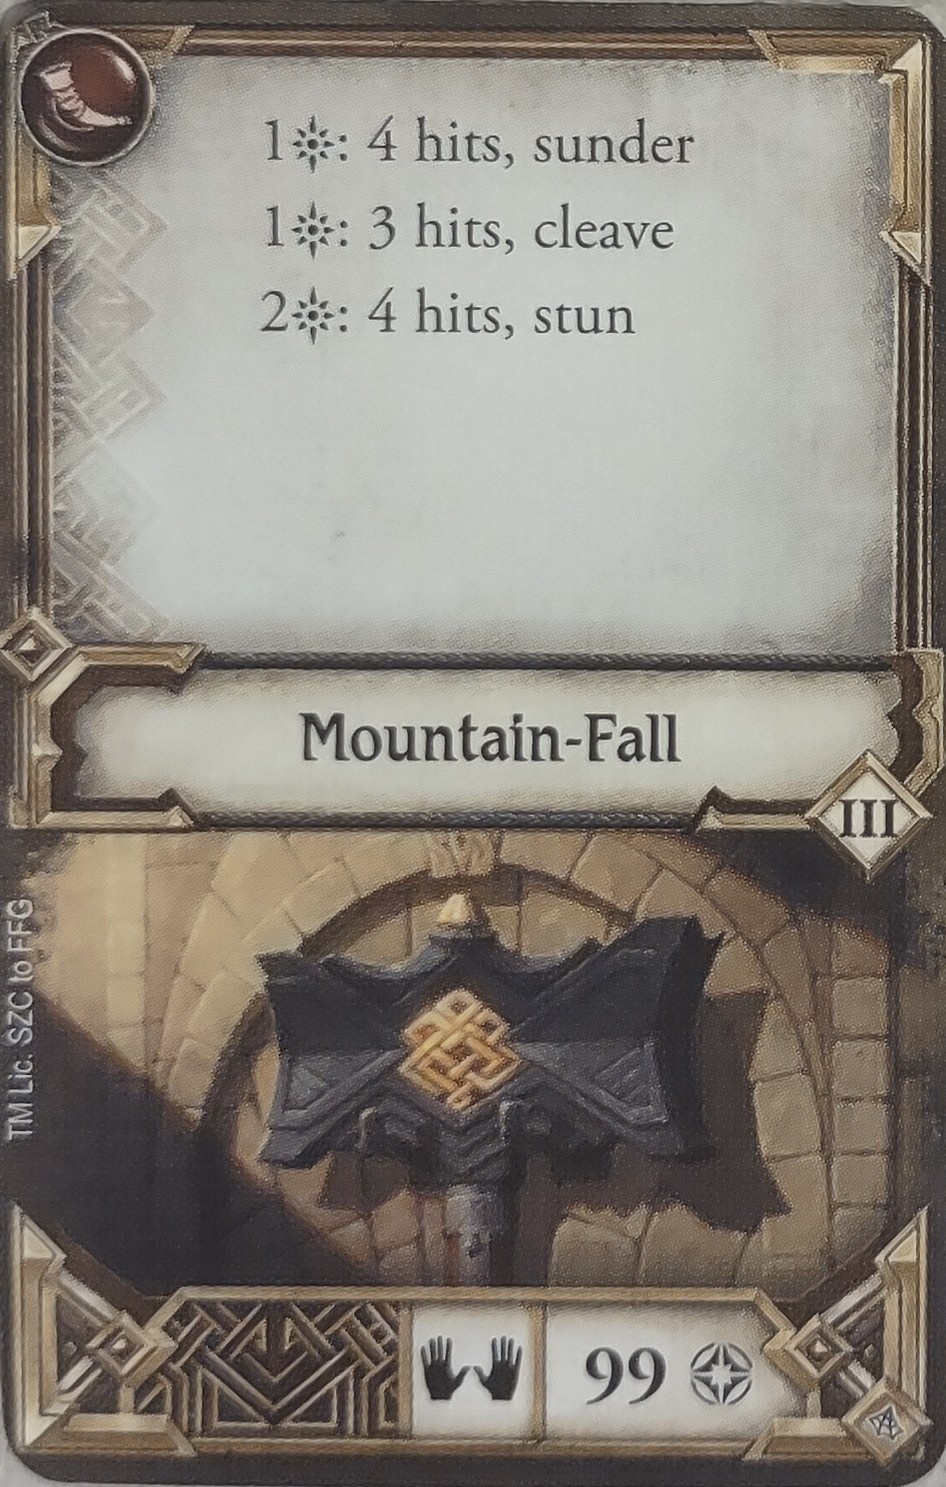 1: 4 hits, sunder
1: 3 hits, cleave
2: 4 hits, stun
Mountain-Fall
III
TM Lic. SZC to FFG
99